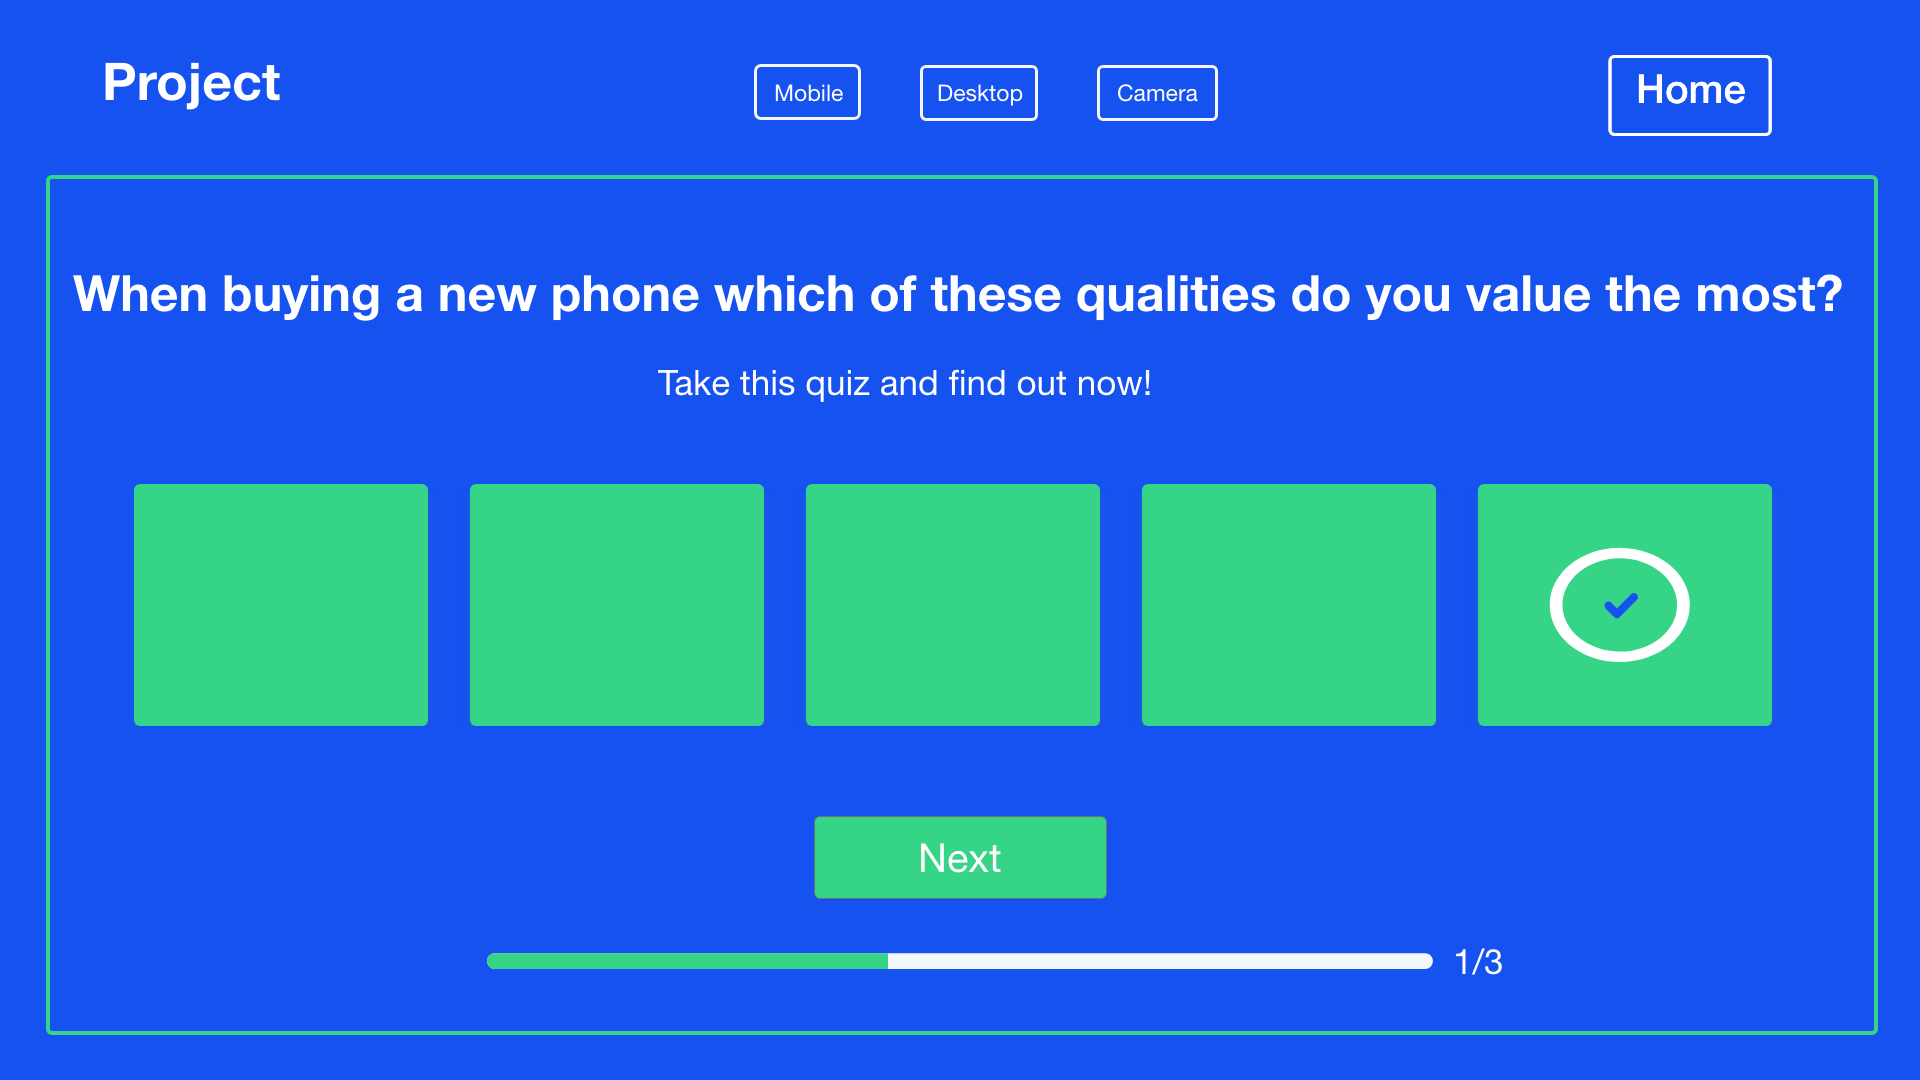 Project
Mobile
Desktop
Camera
Home
When buying a new phone which of these qualities do you value the most?
Take this quiz and find out now!
Next
1/3